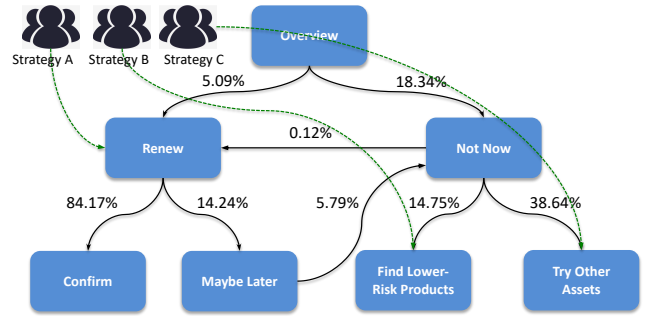 Strategy A
Strategy B
Strategy C
Overview
5.09%
18.34%
0.12%
Renew
Not Now
84.17%
14.24%
5.79%
14.75%
38.64%
Confirm
Maybe Later
Find Lower-
Risk Products
Try Other
Assets